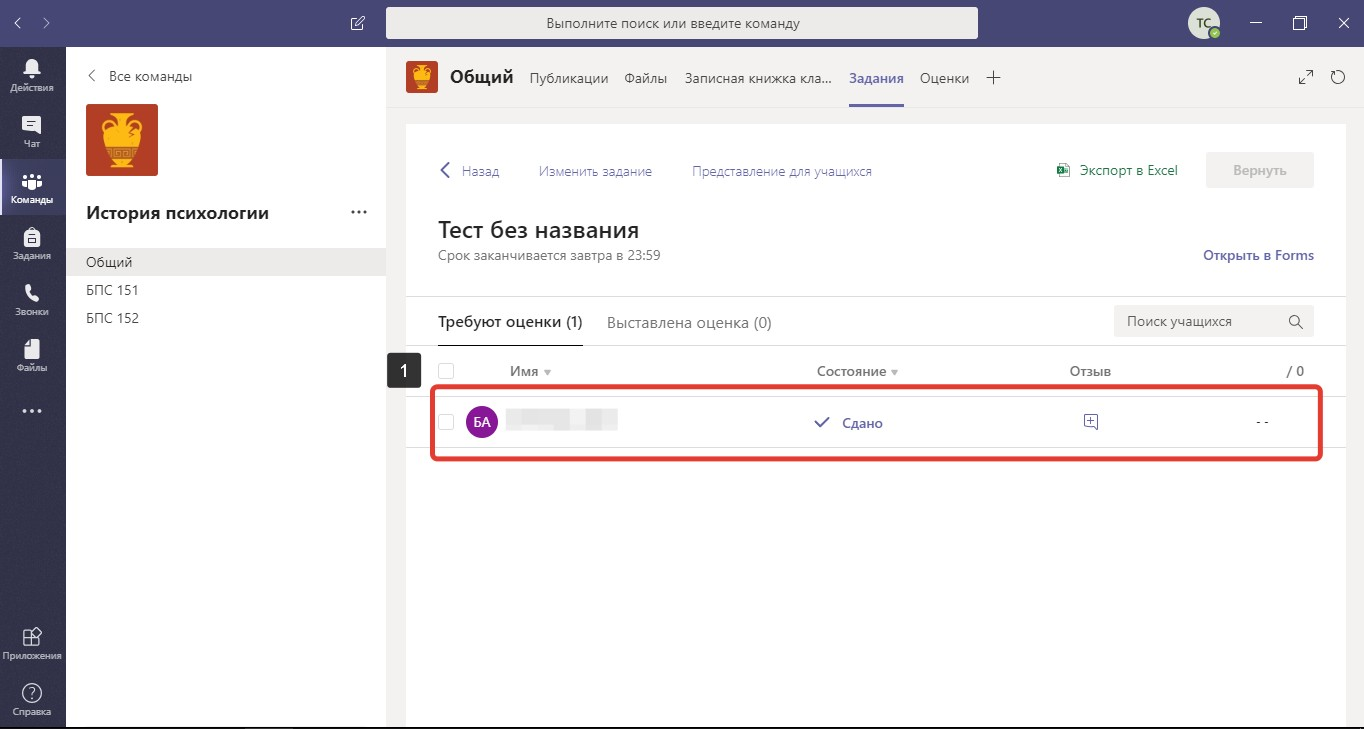 Выполните поиск или введите команду
ТС
Действия
Чат
Команды
Задания
Звонки
Файлы
Приложения
Справка
Все команды
История психологии
Общий
БПС 151
БПС 152
Общий Публикации Файлы Записная книжка кла... Задания Оценки
Назад Изменить задание Представление для учащихся Экспорт в Excel Вернуть
Тест без названия
Срок заканчивается завтра в 23:59
Открыть в Forms
Требуют оценки (1) Выставлена оценка (0) Поиск учащихся
1
Имя Состояние Отзыв / 0
БА Сдано - -